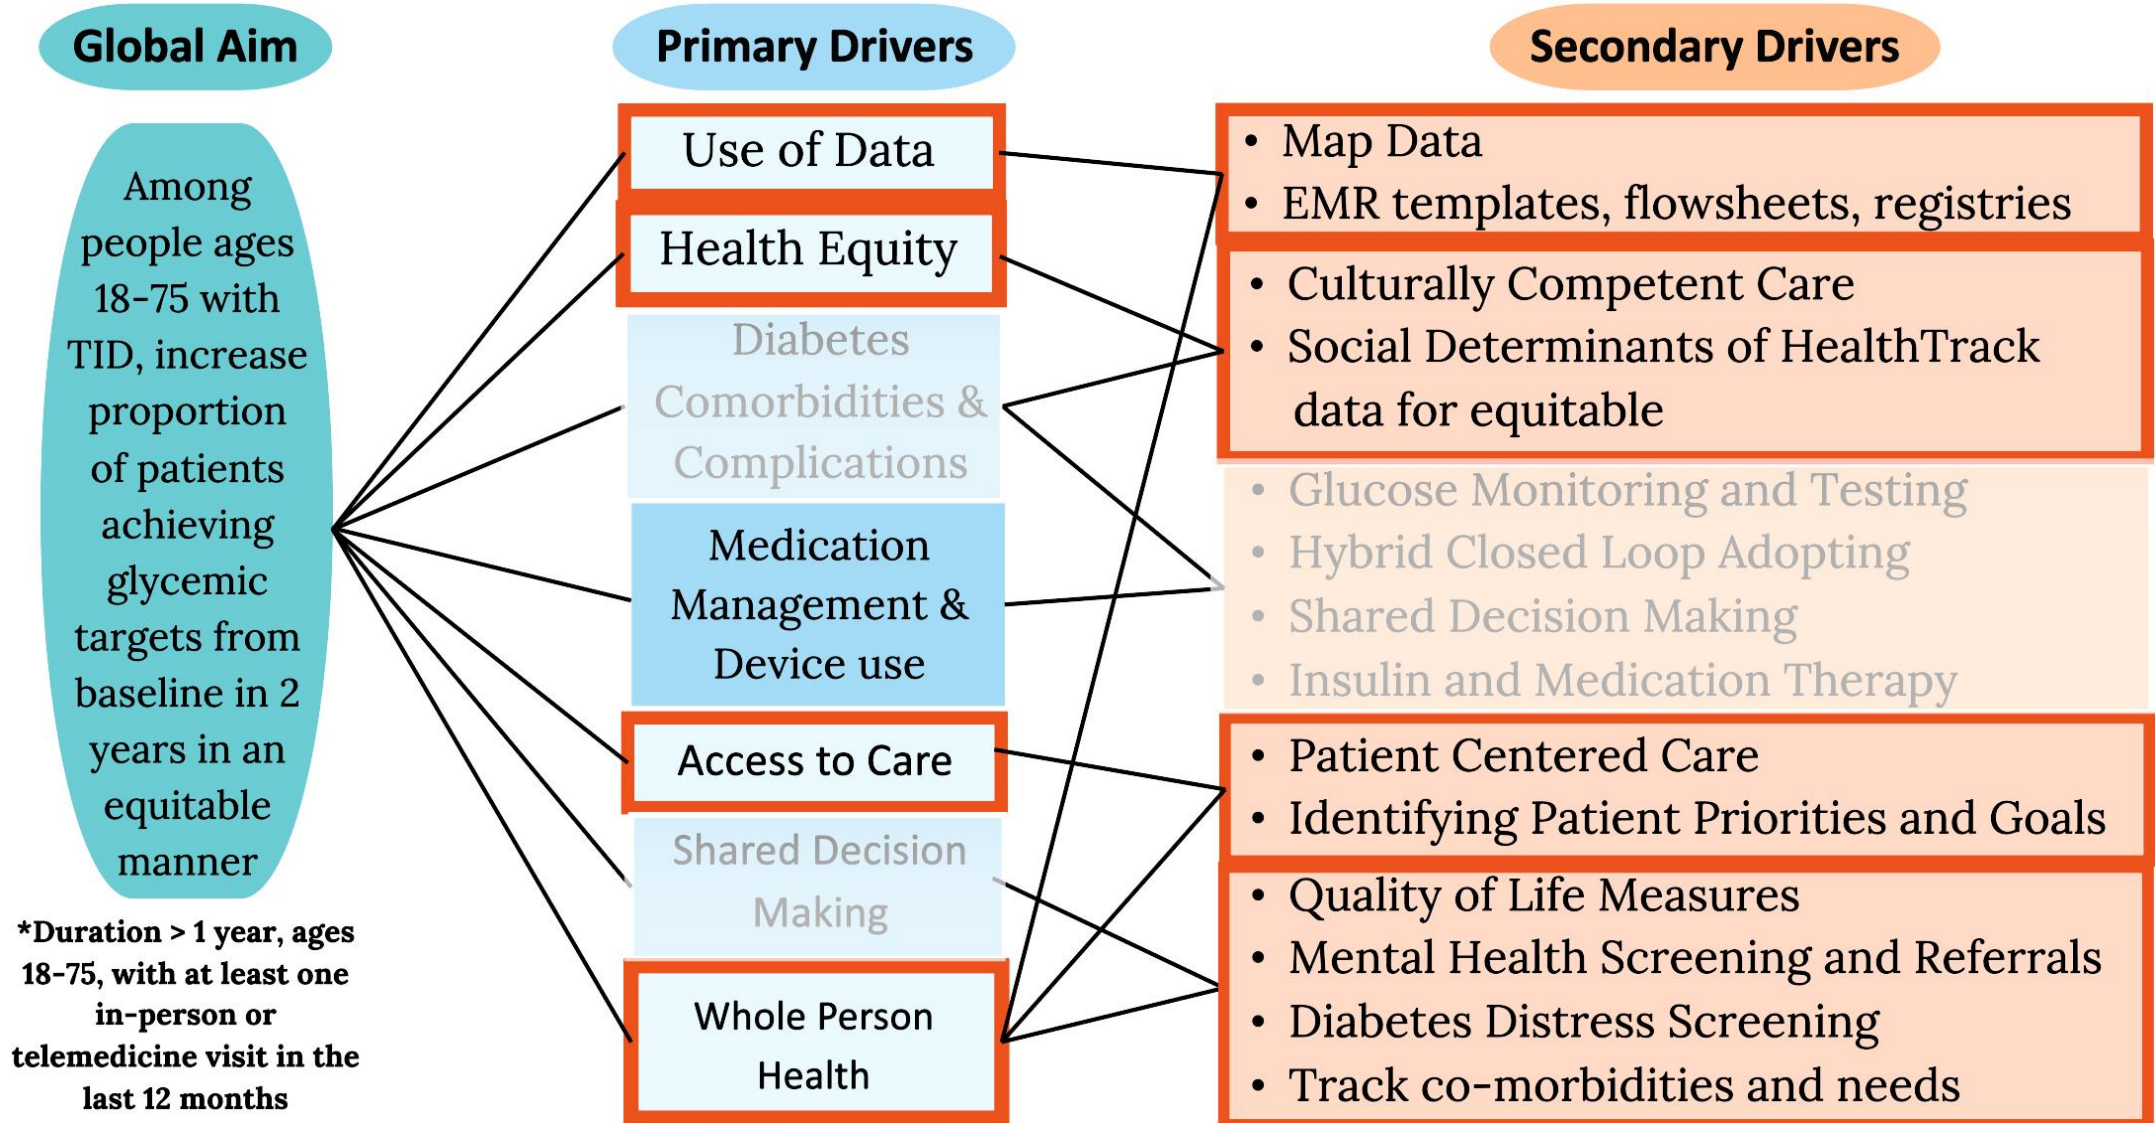 Global Aim
Among
people ages
18-75 with
TID, increase
proportion
of patients
achieving
glycemic
targets from
baseline in 2
years in an
equitable
manner
*Duration > 1 year, ages
18-75, with at least one
in-person or
telemedicine visit in the
last 12 months
Primary Drivers
Use of Data
Health Equity
Diabetes
Comorbidities &
Complications
Medication
Management &
Device use
Access to Care
Shared Decision
Making
Whole Person
Health
Secondary Drivers
• Map Data
• EMR templates, flowsheets, registries
• Culturally Competent Care
• Social Determinants of HealthTrack
data for equitable
• Glucose Monitoring and Testing
• Hybrid Closed Loop Adopting
• Shared Decision Making
• Insulin and Medication Therapy
• Patient Centered Care
• Identifying Patient Priorities and Goals
• Quality of Life Measures
• Mental Health Screening and Referrals
• Diabetes Distress Screening
• Track co-morbidities and needs